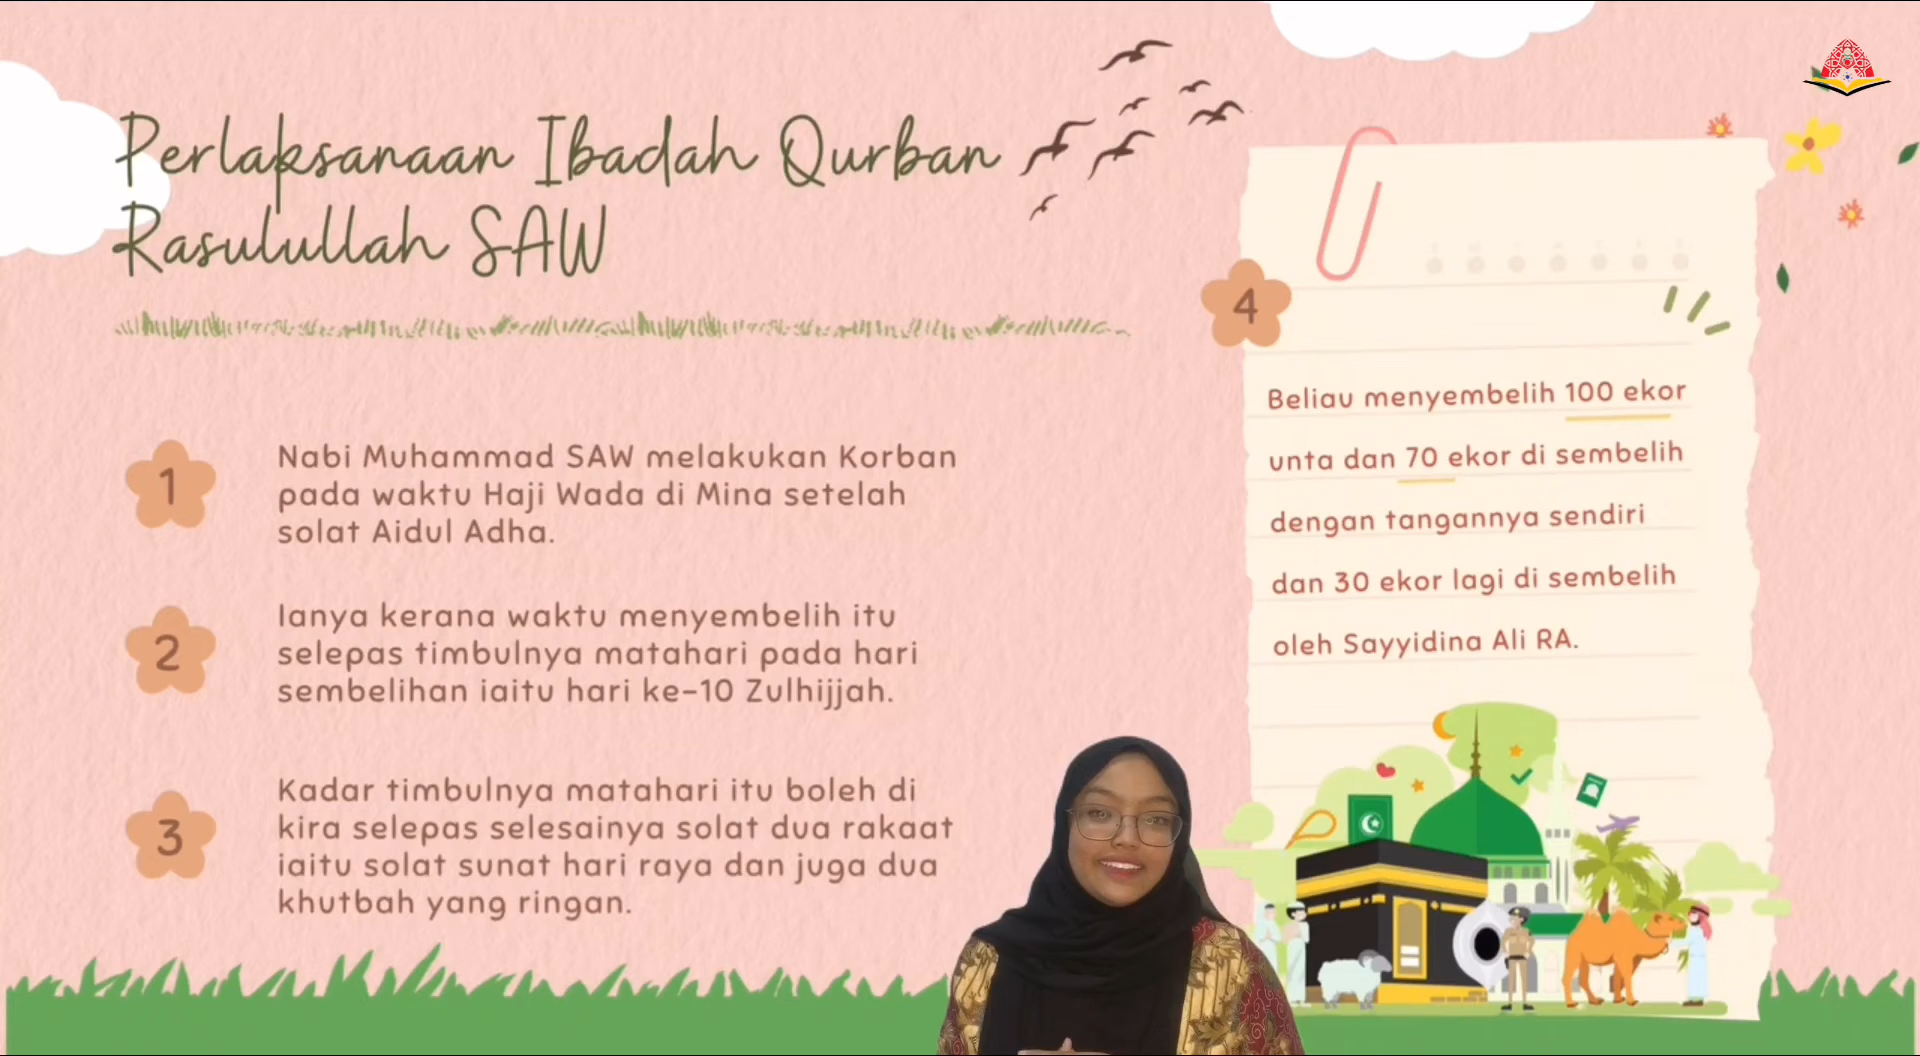 Perlaksanaan Ibadah Qurban
Rasulullah SAW
1
Nabi Muhammad SAW melakukan Korban
pada waktu Haji Wada di Mina setelah
solat Aidul Adha.
2
Ianya kerana waktu menyembelih itu
selepas timbulnya matahari pada hari
sembelihan iaitu hari ke-10 Zulhijjah.
3
Kadar timbulnya matahari itu boleh di
kira selepas selesainya solat dua rakaat
iaitu solat sunat hari raya dan juga dua
khutbah yang ringan.
4
Beliau menyembelih 100 ekor
unta dan 70 ekor di sembelih
dengan tangannya sendiri
dan 30 ekor lagi di sembelih
oleh Sayyidina Ali RA.